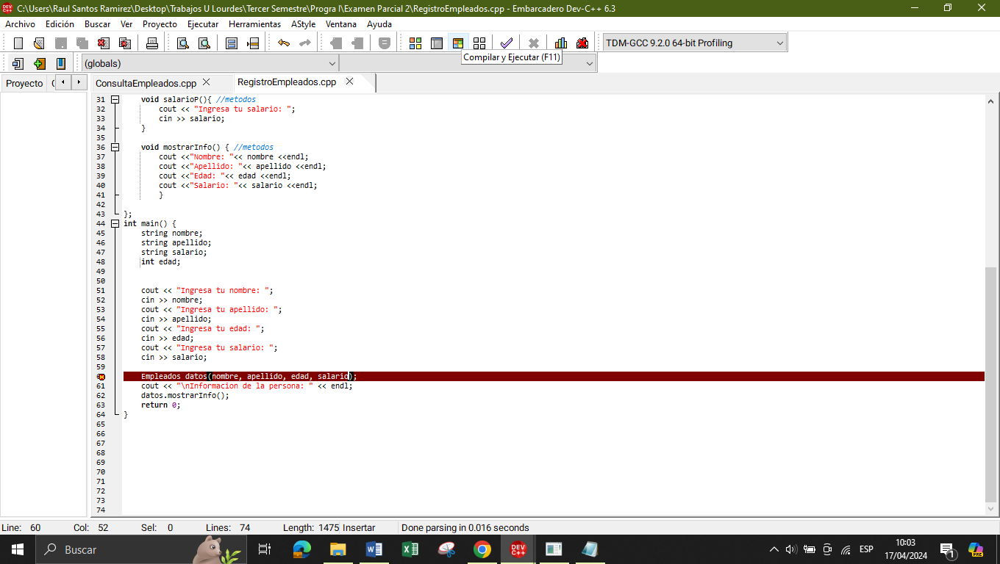 C:\Users\Raul Santos Ramirez\Desktop\Trabajos U Lourdes\Tercer Semestre\Progra I\Examen Parcial 2\RegistroEmpleados.cpp - Embarcadero Dev-C++ 6.3
Archivo Edición Buscar Ver Proyecto Ejecutar Herramientas AStyle Ventana Ayuda
TDM-GCC 9.2.0 64-bit Profiling
Compilar y Ejecutar (F11)
(globals)
Proyecto ConsultaEmpleados.cpp RegistroEmpleados.cpp
31 void salarioP(){ //metodos
32 cout << "Ingresa tu salario: ";
33 cin >> salario;
34 }
35
36 void mostrarInfo() { //metodos
37 cout <<"Nombre: "<< nombre <<endl;
38 cout <<"Apellido: "<< apellido <<endl;
39 cout <<"Edad: "<< edad <<endl;
40 cout <<"Salario: "<< salario <<endl;
41 }
42
43 };
44 int main() {
45 string nombre;
46 string apellido;
47 string salario;
48 int edad;
49
50
51 cout << "Ingresa tu nombre: ";
52 cin >> nombre;
53 cout << "Ingresa tu apellido: ";
54 cin >> apellido;
55 cout << "Ingresa tu edad: ";
56 cin >> edad;
57 cout << "Ingresa tu salario: ";
58 cin >> salario;
59
Empleados datos(nombre, apellido, edad, salario);
61 cout << "\nInformacion de la persona: " << endl;
62 datos.mostrarInfo();
63 return 0;
64 }
65
66
67
68
69
70
71
72
73
74
Line: 60 Col: 52 Sel: 0 Lines: 74 Length: 1475 Insertar Done parsing in 0.016 seconds
Buscar
DEV C++
ESP
10:03
17/04/2024
1
PRE